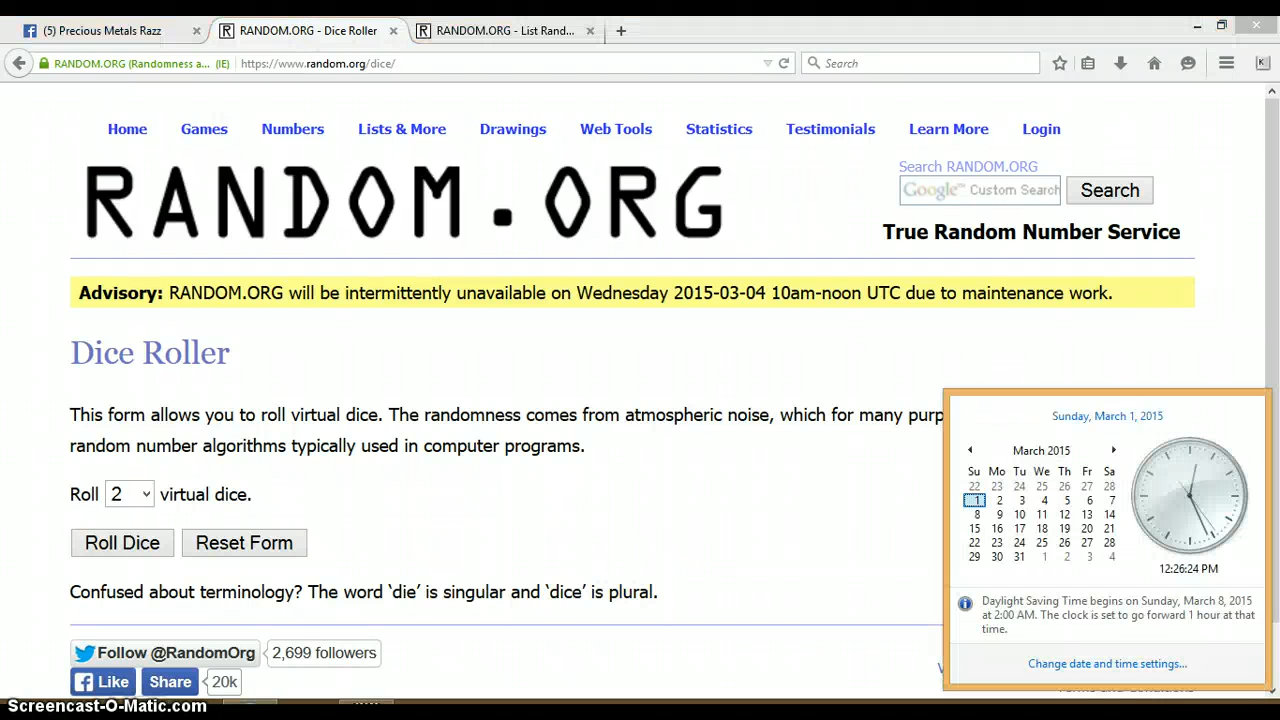 (5) Precious Metals Razz
RANDOM.ORG - Dice Roller
RANDOM.ORG - List Rand...
RANDOM.ORG (Randomness a... (IE)
https://www.random.org/dice/
Search
Home Games Numbers Lists & More Drawings Web Tools Statistics Testimonials Learn More Login
RANDOM.ORG
Search RANDOM.ORG
Google™ Custom Search
Search
True Random Number Service
Advisory: RANDOM.ORG will be intermittently unavailable on Wednesday 2015-03-04 10am-noon UTC due to maintenance work.
Dice Roller
This form allows you to roll virtual dice. The randomness comes from atmospheric noise, which for many purp
random number algorithms typically used in computer programs.
Roll 2 virtual dice.
Roll Dice Reset Form
Confused about terminology? The word ‘die’ is singular and ‘dice’ is plural.
Follow @RandomOrg 2,699 followers
Like Share 20k
Sunday, March 1, 2015
March 2015
Su Mo Tu We Th Fr Sa
22 23 24 25 26 27 28
1 2 3 4 5 6 7
8 9 10 11 12 13 14
15 16 17 18 19 20 21
22 23 24 25 26 27 28
29 30 31 1 2 3 4
12:26:24 PM
Daylight Saving Time begins on Sunday, March 8, 2015
at 2:00 AM. The clock is set to go forward 1 hour at that
time.
Change date and time settings...
Screencast-O-Matic.com